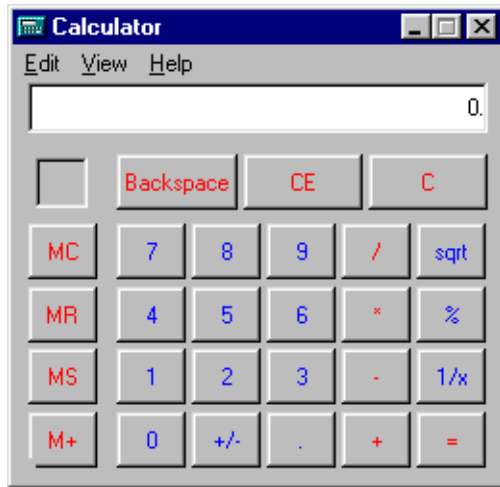 Calculator
Edit View Help
0.
Backspace CE C
MC 7 8 9 / sqrt
MR 4 5 6 * %
MS 1 2 3 - 1/x
M+ 0 +/- . + =